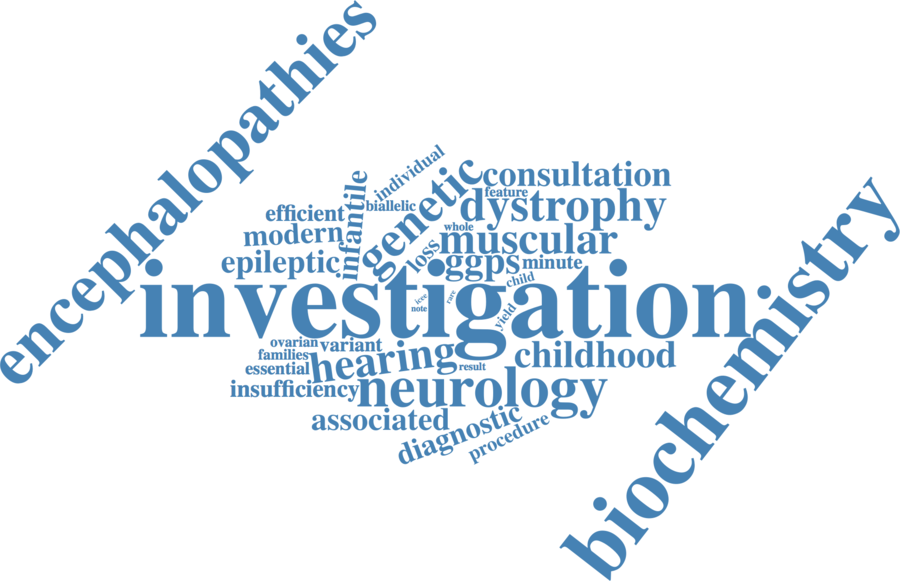 encephalopathies
individual
consultation
genetic
feature
infantile
biallelic
efficient
dystrophy
whole
modern
loss
muscular
epileptic
ggps
minute
child
investigation
icee
rare
note
yield
biochemistry
ovarian
variant
families
hearing
childhood
essential
result
insufficiency
neurology
associated
diagnostic
procedure